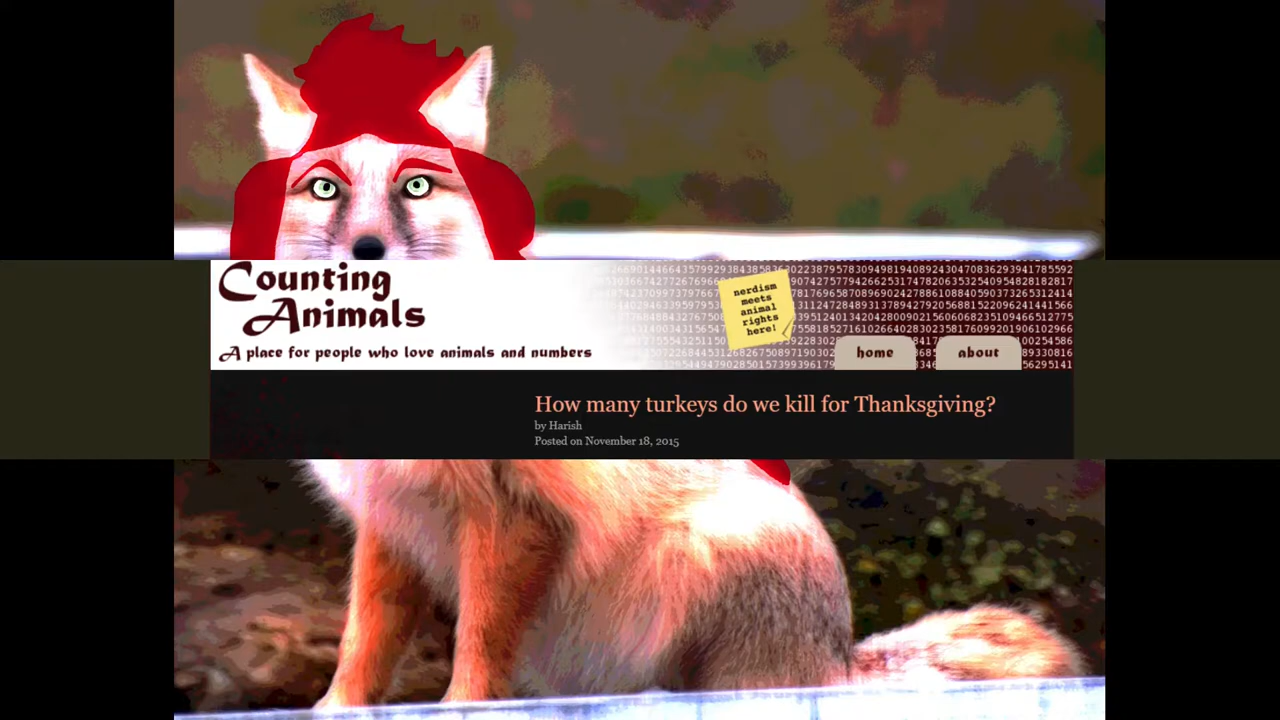 Counting
Animals
A place for people who love animals and numbers
nerdism
meets
animal
rights
here!
home
about
How many turkeys do we kill for Thanksgiving?
by Harish
Posted on November 18, 2015